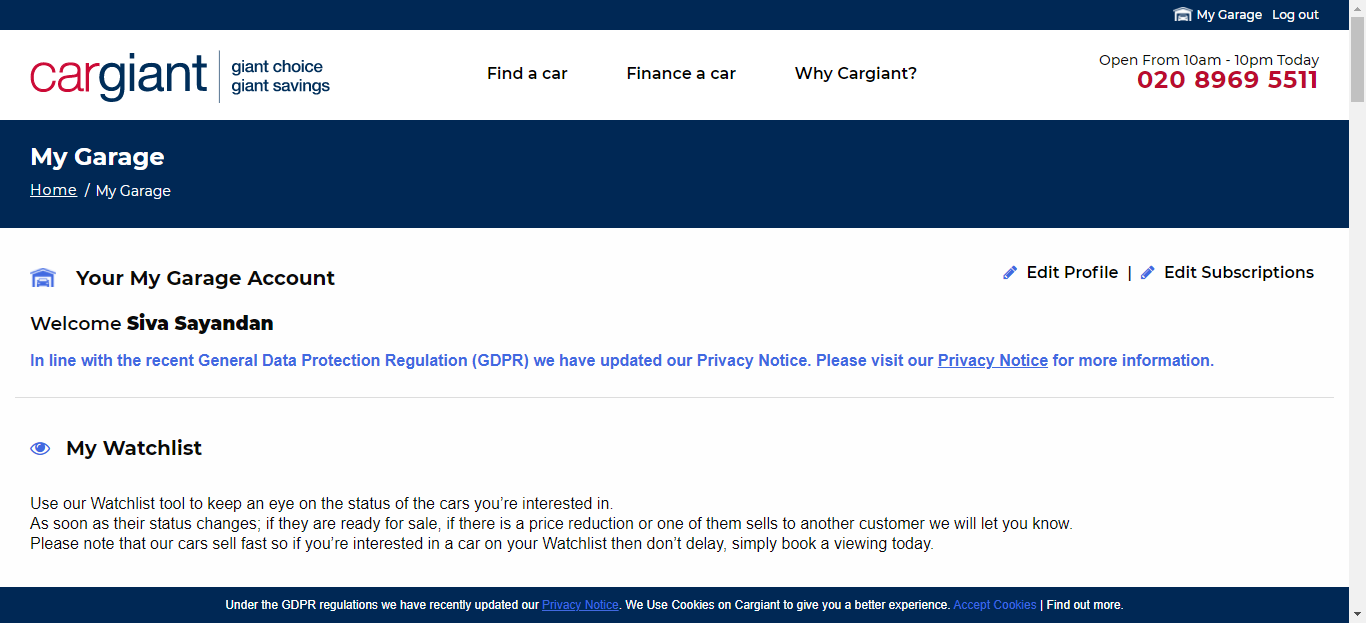 My Garage Log out
cargiant
giant choice
giant savings
Find a car Finance a car Why Cargiant?
Open From 10am - 10pm Today
020 8969 5511
My Garage
Home / My Garage
Your My Garage Account
Edit Profile | Edit Subscriptions
Welcome Siva Sayandan
In line with the recent General Data Protection Regulation (GDPR) we have updated our Privacy Notice. Please visit our Privacy Notice for more information.
My Watchlist
Use our Watchlist tool to keep an eye on the status of the cars you’re interested in.
As soon as their status changes; if they are ready for sale, if there is a price reduction or one of them sells to another customer we will let you know.
Please note that our cars sell fast so if you’re interested in a car on your Watchlist then don’t delay, simply book a viewing today.
Under the GDPR regulations we have recently updated our Privacy Notice. We Use Cookies on Cargiant to give you a better experience. Accept Cookies | Find out more.